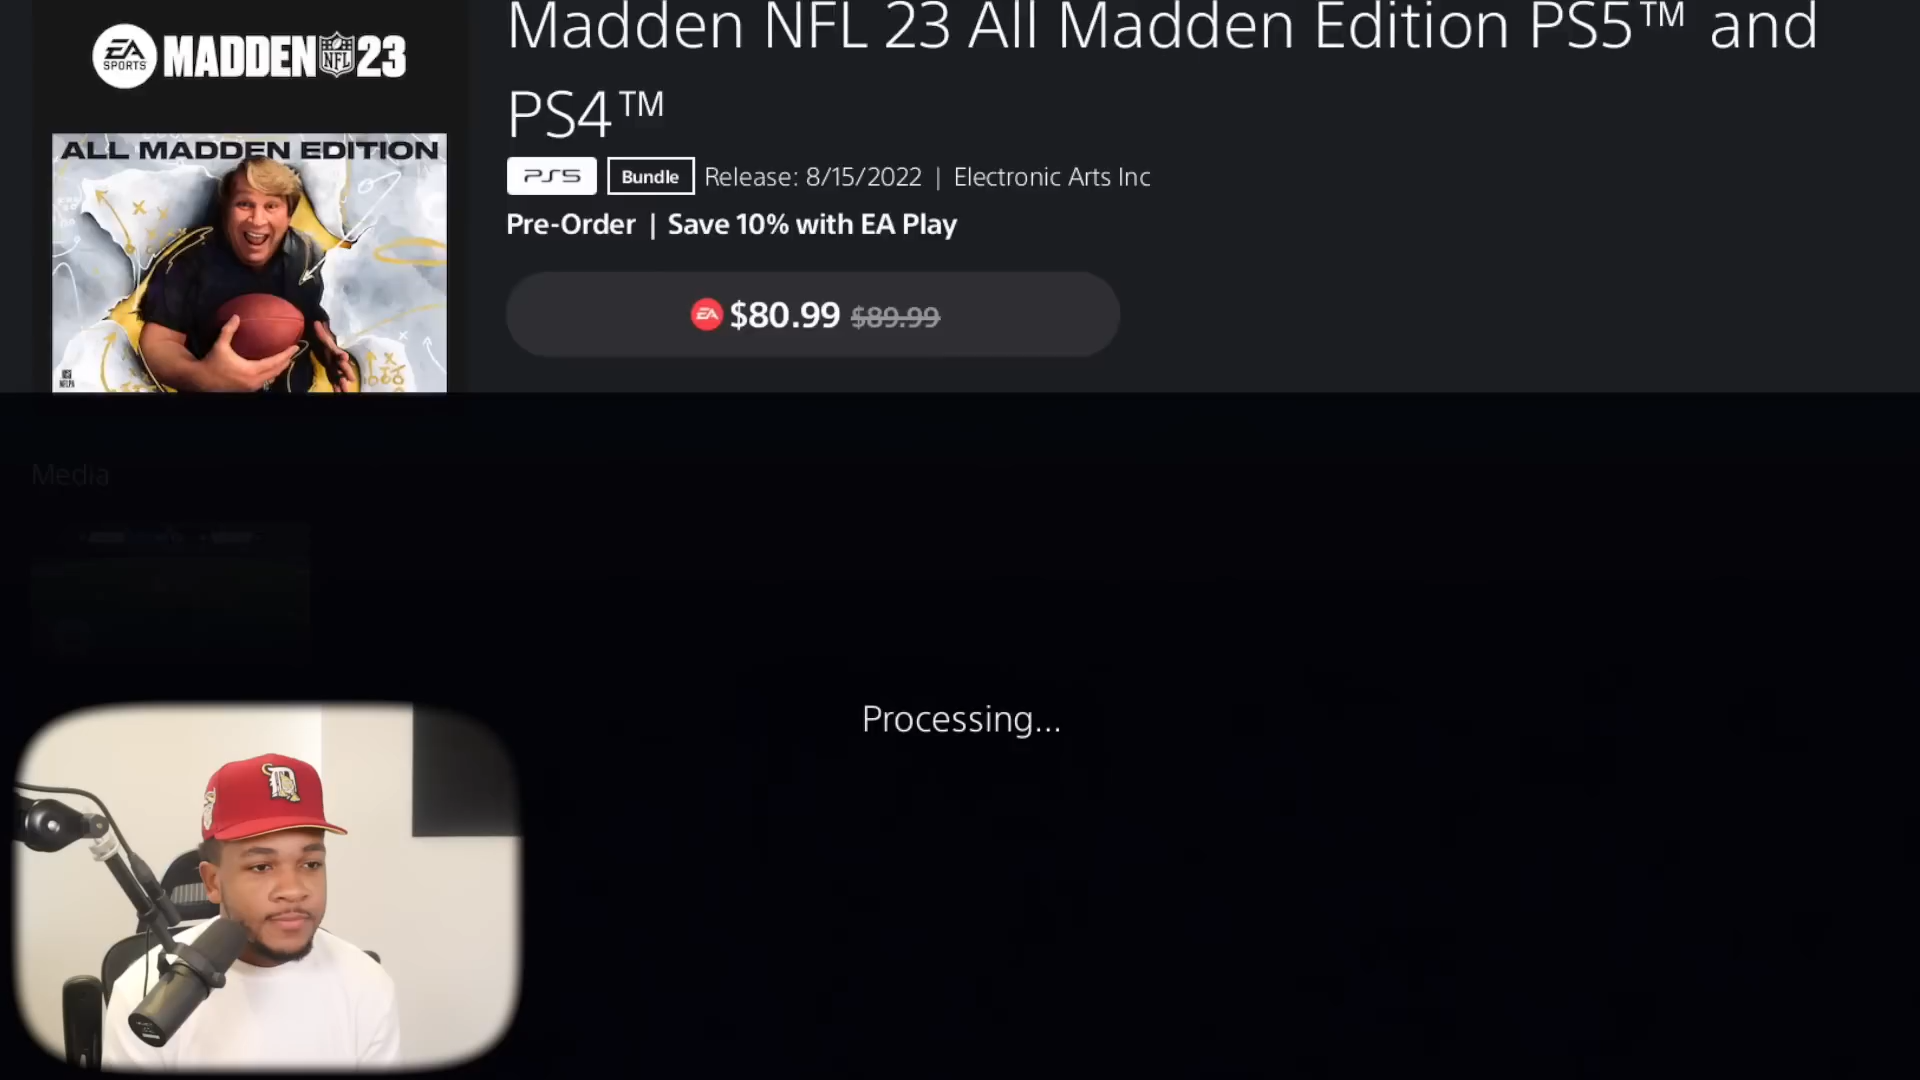 EA SPORTS MADDEN NFL 23
ALL MADDEN EDITION
Madden NFL 23 All Madden Edition PS5™ and
PS4™
PS5 Bundle Release: 8/15/2022 | Electronic Arts Inc
Pre-Order | Save 10% with EA Play
EA $80.99 $89.99
Media
Processing...